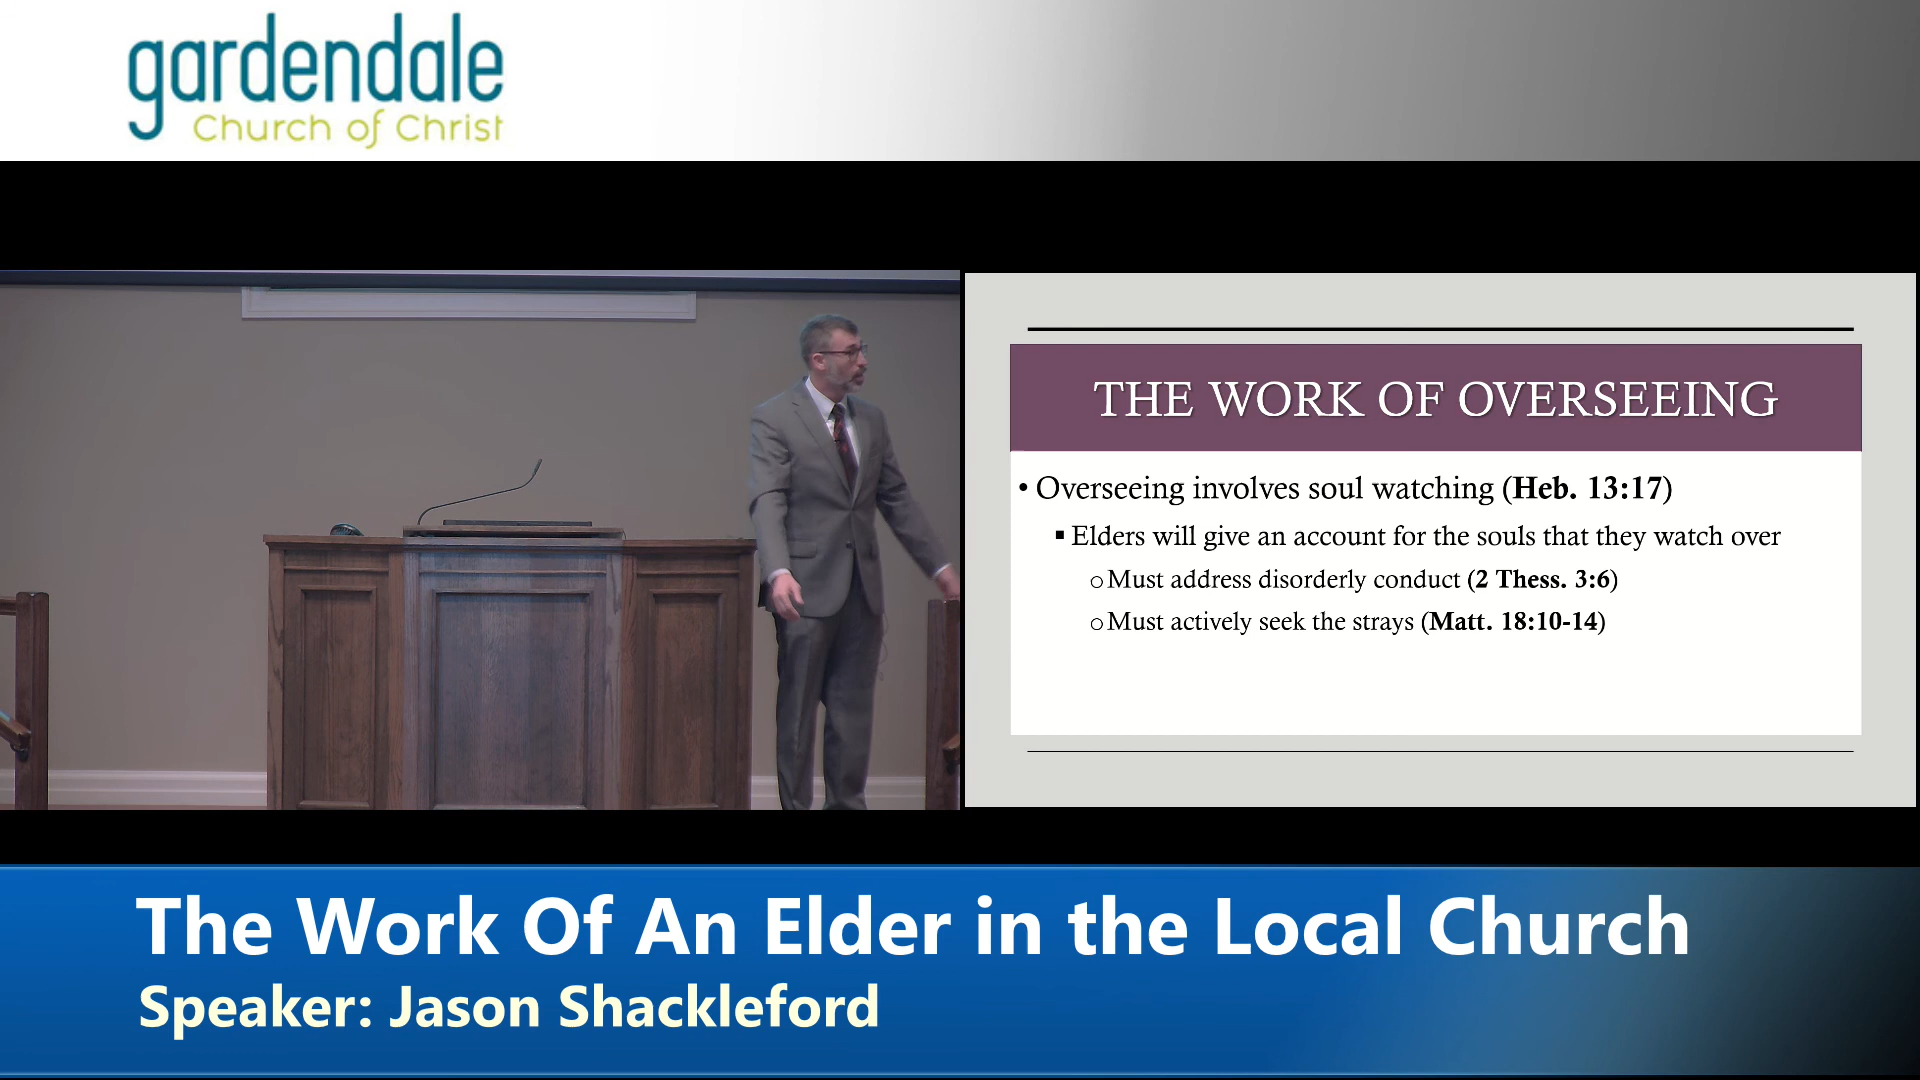 gardendale
Church of Christ
THE WORK OF OVERSEEING
• Overseeing involves soul watching (Heb. 13:17)
▪ Elders will give an account for the souls that they watch over
o Must address disorderly conduct (2 Thess. 3:6)
o Must actively seek the strays (Matt. 18:10-14)
The Work Of An Elder in the Local Church
Speaker: Jason Shackleford